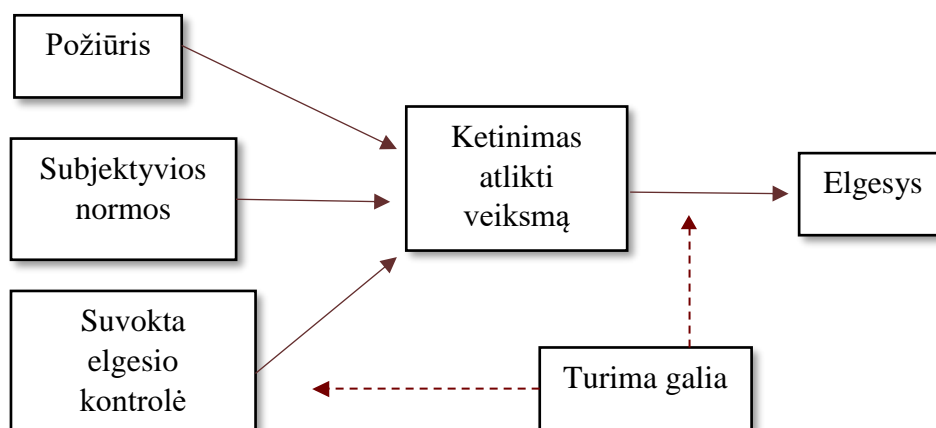 Požiūris
Subjektyvios
normos
Suvokta
elgesio
kontrolė
Ketinimas
atlikti
veiksmą
Elgesys
Turima galia